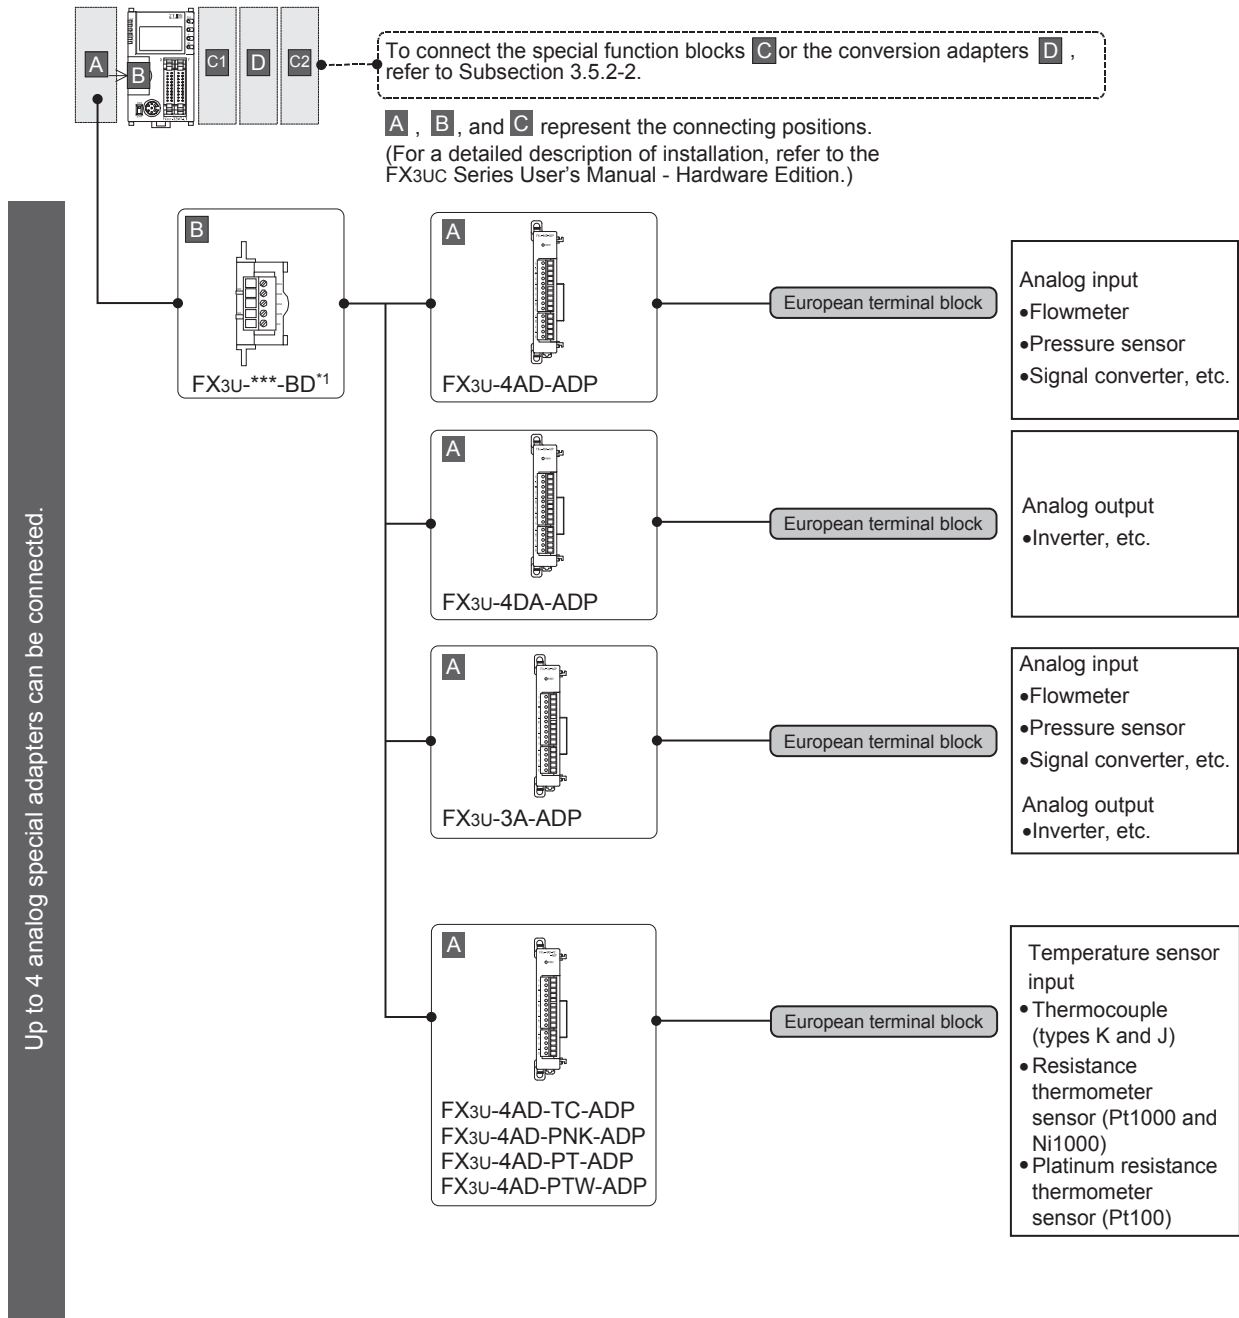 A
B
C1
D
C2
To connect the special function blocks C or the conversion adapters D ,
refer to Subsection 3.5.2-2.
A , B , and C represent the connecting positions.
(For a detailed description of installation, refer to the
FX3UC Series User's Manual - Hardware Edition.)
Up to 4 analog special adapters can be connected.
B
FX3U-***-BD*1
A
FX3U-4AD-ADP
European terminal block
Analog input
•Flowmeter
•Pressure sensor
•Signal converter, etc.
A
FX3U-4DA-ADP
European terminal block
Analog output
•Inverter, etc.
A
FX3U-3A-ADP
European terminal block
Analog input
•Flowmeter
•Pressure sensor
•Signal converter, etc.
Analog output
•Inverter, etc.
A
FX3U-4AD-TC-ADP
FX3U-4AD-PNK-ADP
FX3U-4AD-PT-ADP
FX3U-4AD-PTW-ADP
European terminal block
Temperature sensor
input
•Thermocouple
(types K and J)
•Resistance
thermometer
sensor (Pt1000 and
Ni1000)
•Platinum resistance
thermometer
sensor (Pt100)